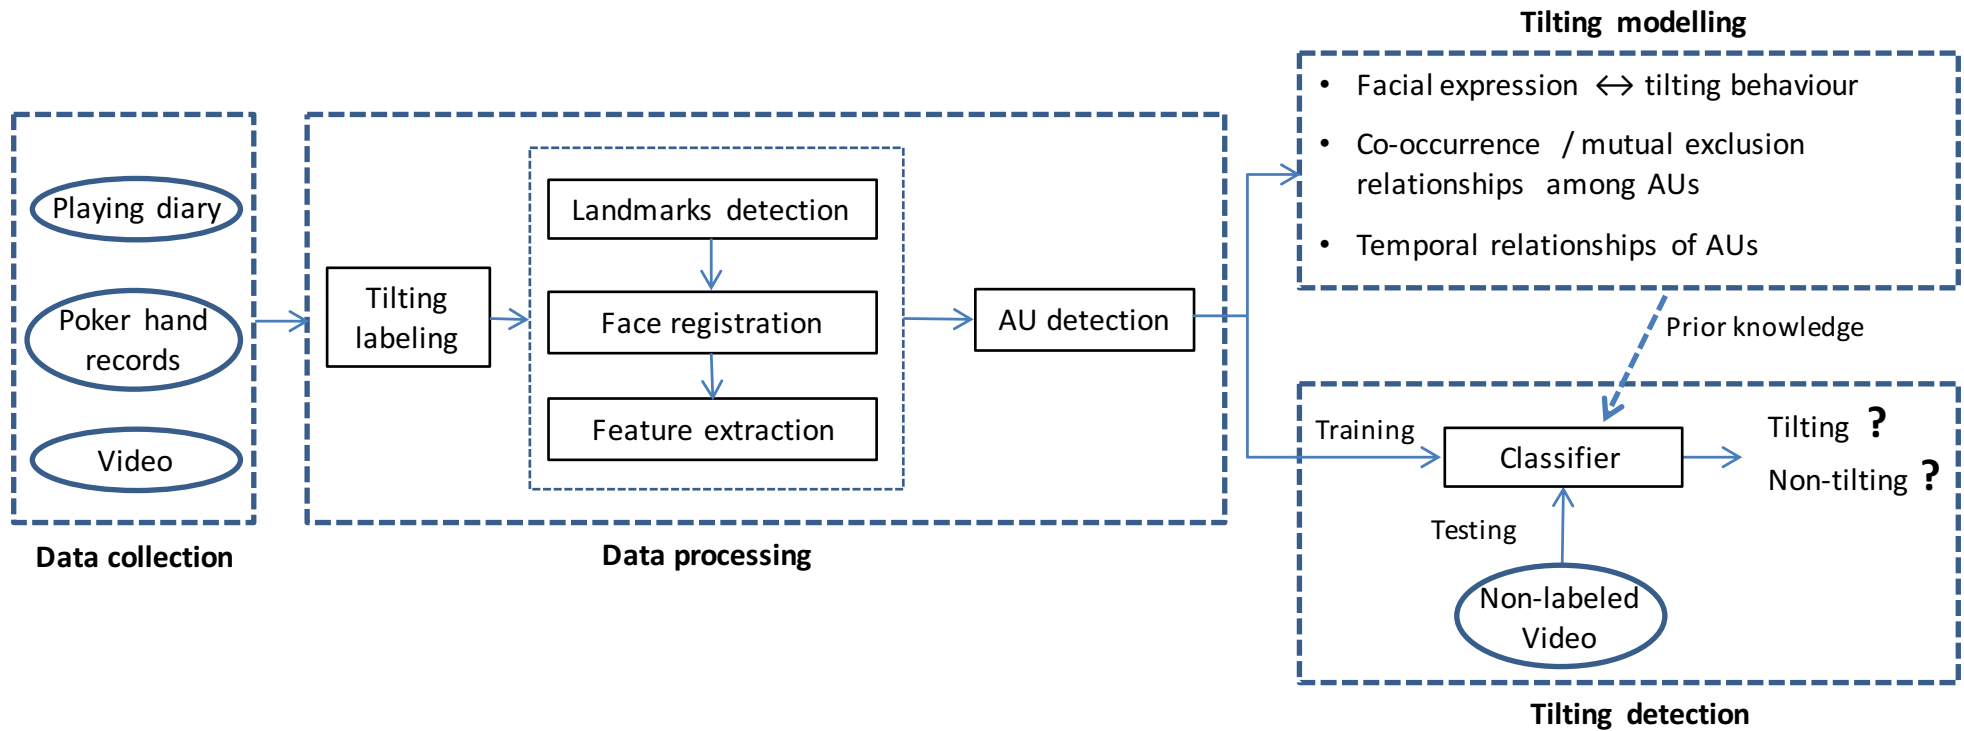 Tilting modelling
• Facial expression ↔ tilting behaviour
• Co-occurrence / mutual exclusion
relationships among AUs
• Temporal relationships of AUs
Playing diary
Poker hand
records
Video
Data collection
Tilting
labeling
Landmarks detection
Face registration
Feature extraction
AU detection
Data processing
Prior knowledge
Training
Classifier
Tilting ?
Non-tilting ?
Testing
Non-labeled
Video
Tilting detection